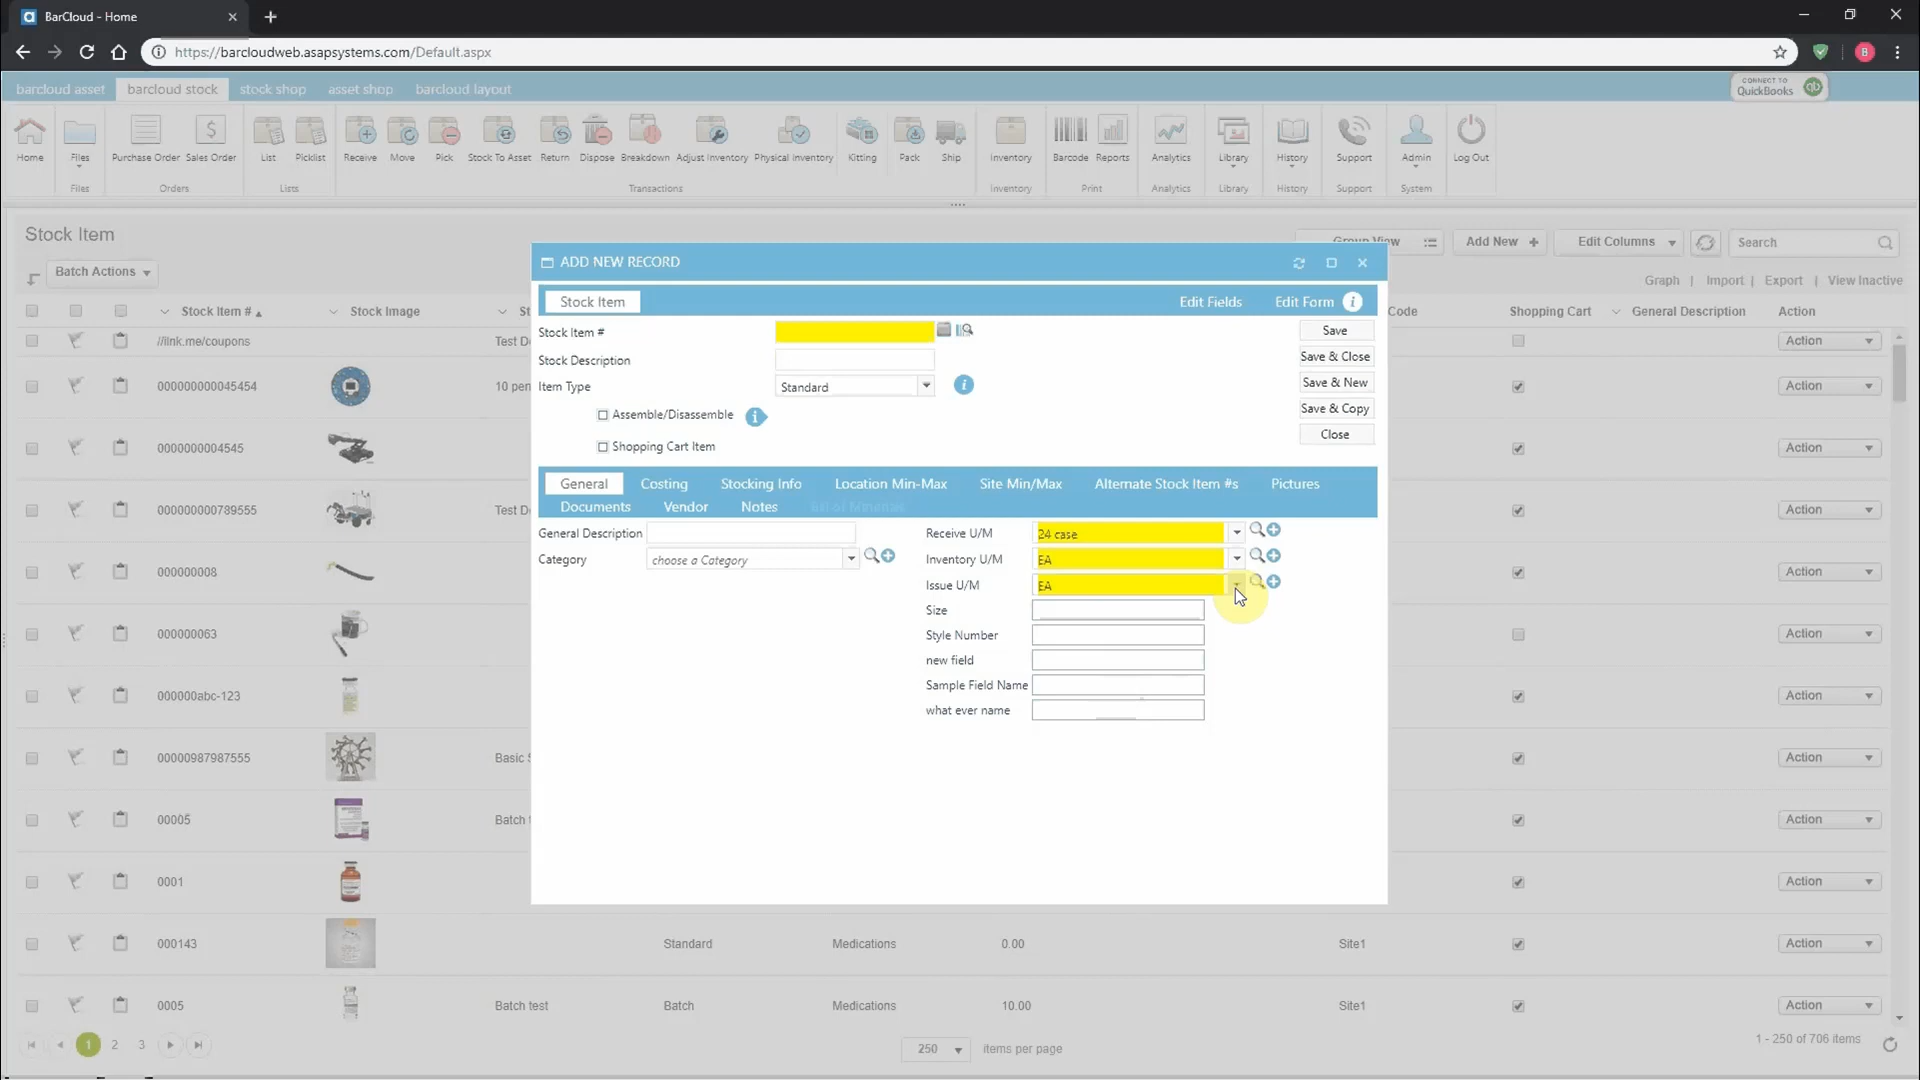 BarCloud - Home
https://barcloudweb.asapsystems.com/Default.aspx
B
barcloud asset barcloud stock stock shop asset shop barcloud layout
CONNECT TO
QuickBooks qb
Home Files Purchase Order Sales Order List Picklist Receive Move Pick Stock To Asset Return Dispose Breakdown Adjust Inventory Physical Inventory Kitting Pack Ship Inventory Barcode Reports Analytics Library History Support Admin Log Out
Files Orders Lists Transactions Inventory Print Analytics Library History Support System
Stock Item
Group View Add New + Edit Columns Search
Batch Actions
Graph | Import | Export | View Inactive
Stock Item # Stock Image St Code Shopping Cart General Description Action
//ilnk.me/coupons Test D Action
000000000045454 10 pen Action
0000000004545 Action
000000000789555 Test D Action
000000008 Action
000000063 Action
000000abc-123 Action
00000987987555 Basic S Action
00005 Batch t Action
0001 Action
000143 Standard Medications 0.00 Site1 Action
0005 Batch test Batch Medications 10.00 Site1 Action
1 2 3
250 items per page
1 - 250 of 706 items
ADD NEW RECORD
Stock Item Edit Fields Edit Form
Stock Item #
Stock Description
Item Type Standard
Assemble/Disassemble
Shopping Cart Item
Save
Save & Close
Save & New
Save & Copy
Close
General Costing Stocking Info Location Min-Max Site Min/Max Alternate Stock Item #s Pictures
Documents Vendor Notes Bill of Materials
General Description
Category choose a Category
Receive U/M 24 case
Inventory U/M EA
Issue U/M EA
Size
Style Number
new field
Sample Field Name
what ever name